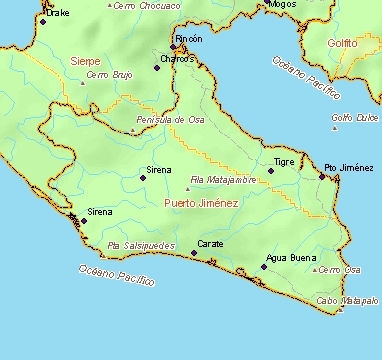 Cerro Chocuaco
Mogos
Drake
Rincón
Golfito
Charcos
Sierpe
Océano Pacífico
Cerro Brujo
Península de Osa
Golfo Dulce
Tigre
Pto Jiménez
Sirena
Fila Matajambre
Puerto Jiménez
Sirena
Pta Salsipuedes
Carate
Agua Buena
Océano Pacífico
Cerro Osa
Cabo Matapalo